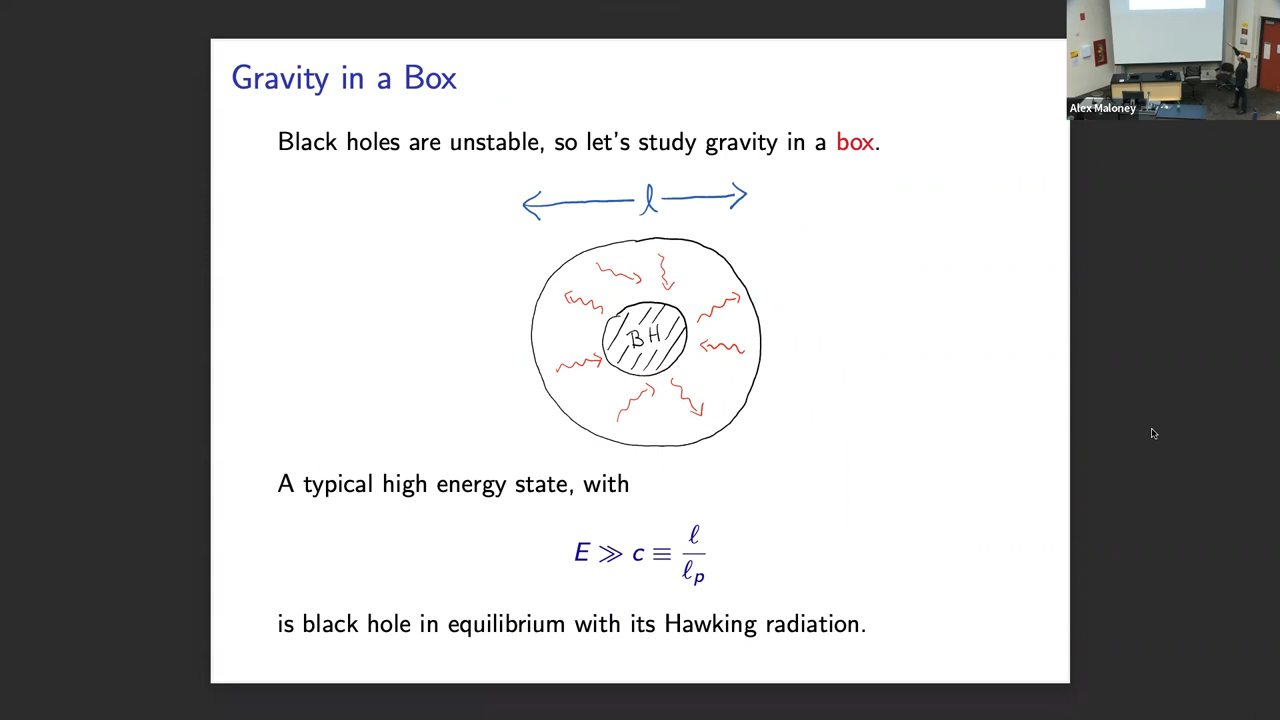 Gravity in a Box
Alex Maloney
Black holes are unstable, so let's study gravity in a box.
ℓ
BH
A typical high energy state, with
E ≫ c ≡ ℓ/ℓ_p
is black hole in equilibrium with its Hawking radiation.